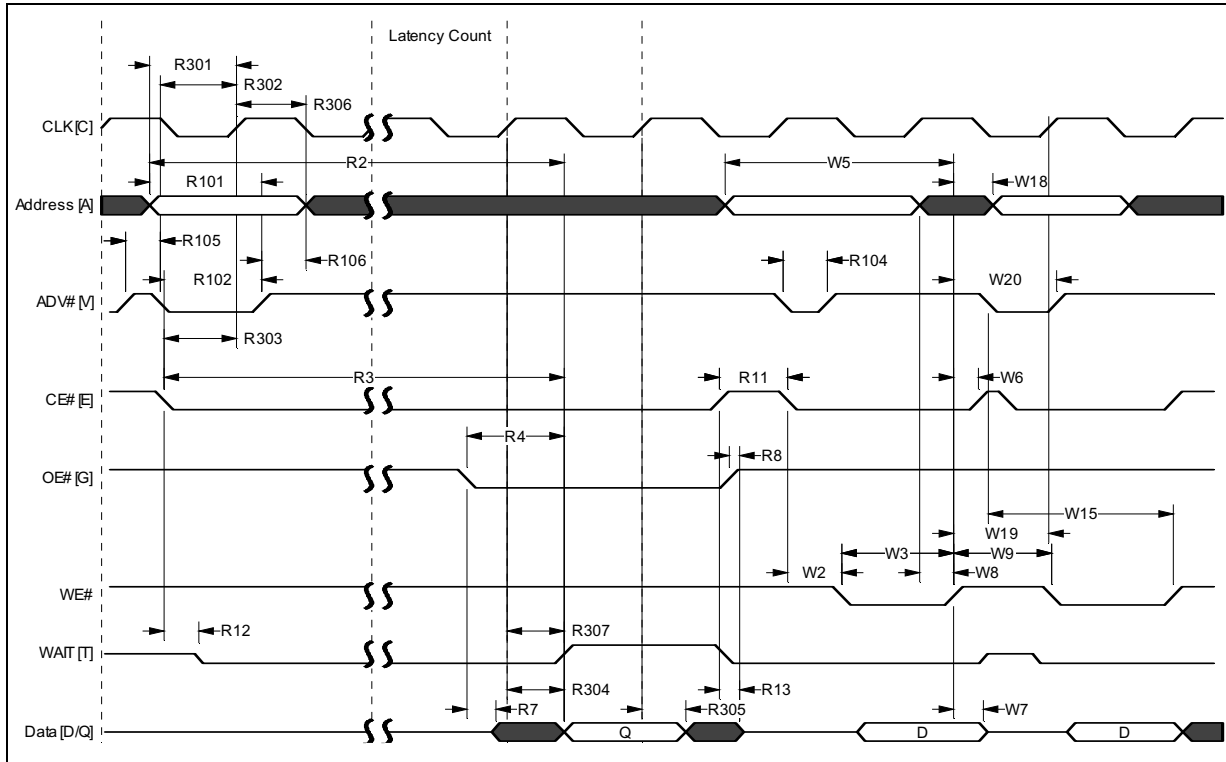 Latency Count
R301
R302
R306
CLK [C]
R2
W5
R101
W18
Address [A]
R105
R106
R104
R102
W20
ADV# [V]
R303
R3
R11
W6
CE# [E]
R4
R8
OE# [G]
W15
W19
W3
W9
W2
W8
WE#
R12
R307
WAIT [T]
R304
R13
R7
R305
W7
Data [D/Q]
Q
D
D